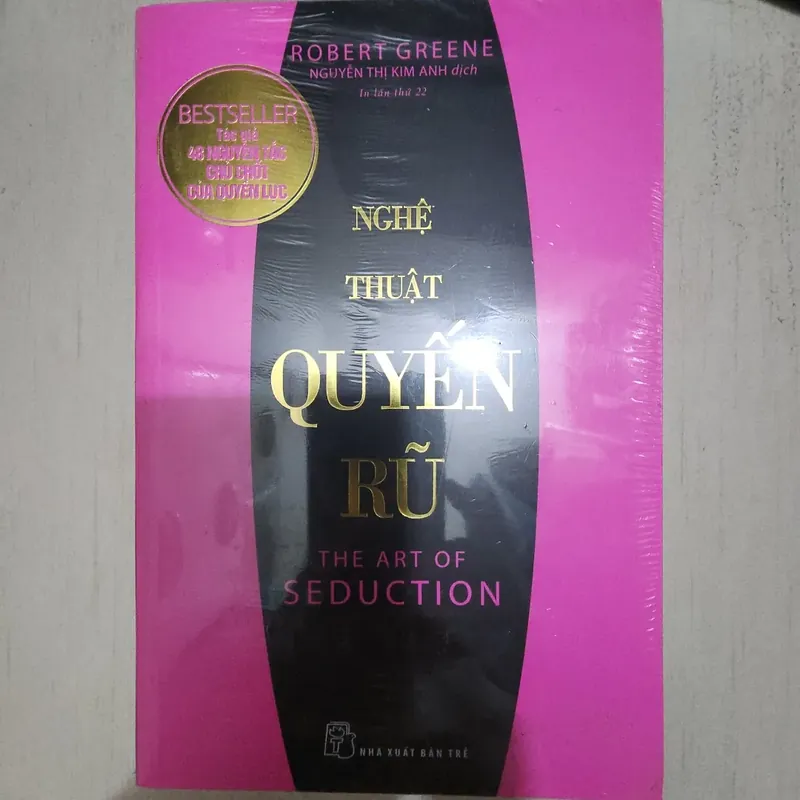 ROBERT GREENE
NGUYỄN THỊ KIM ANH dịch
In lần thứ 22
BESTSELLER
Tác giả
48 NGUYÊN TẮC
CHỦ CHỐT
CỦA QUYỀN LỰC
NGHỆ
THUẬT
QUYẾN
RŨ
THE ART OF
SEDUCTION
NHÀ XUẤT BẢN TRẺ